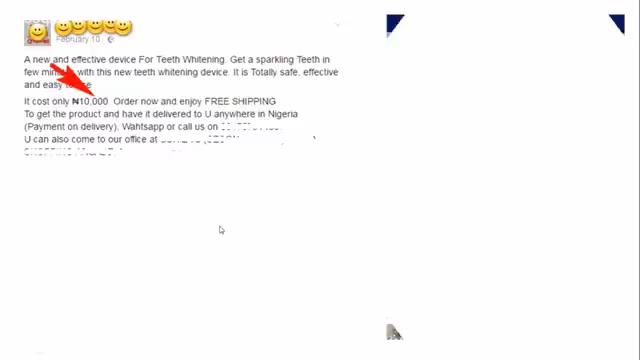 February 10
A new and effective device For Teeth Whitening. Get a sparkling Teeth in
few with this new teeth whitening device. It is Totally safe. effective
and easy
It cost only ₦10,000 Order now and enjoy FREE SHIPPING
To get the product and have it delivered to U anywhere in Nigeria
(Payment on delivery), Wahtsapp or call us on
U can also come to our office at